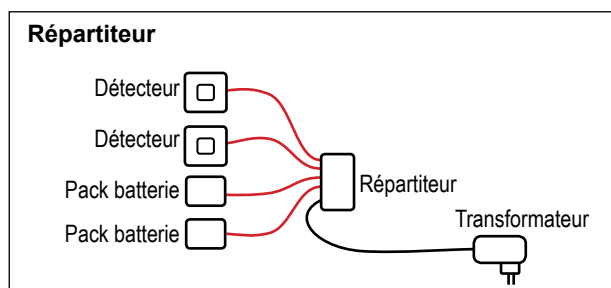 Répartiteur
Détecteur
Détecteur
Pack batterie
Répartiteur
Pack batterie
Transformateur